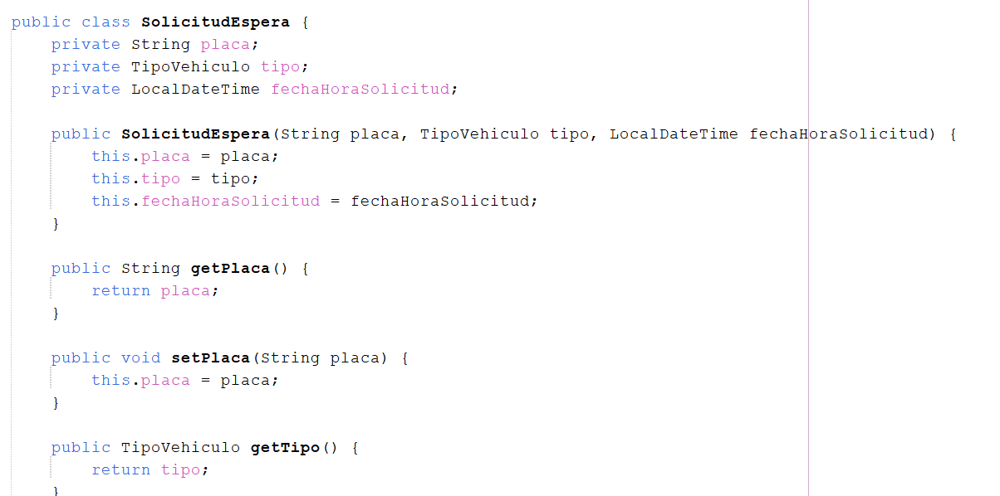 public class SolicitudEspera {
    private String placa;
    private TipoVehiculo tipo;
    private LocalDateTime fechaHoraSolicitud;

    public SolicitudEspera(String placa, TipoVehiculo tipo, LocalDateTime fechaHoraSolicitud) {
        this.placa = placa;
        this.tipo = tipo;
        this.fechaHoraSolicitud = fechaHoraSolicitud;
    }

    public String getPlaca() {
        return placa;
    }

    public void setPlaca(String placa) {
        this.placa = placa;
    }

    public TipoVehiculo getTipo() {
        return tipo;
    }